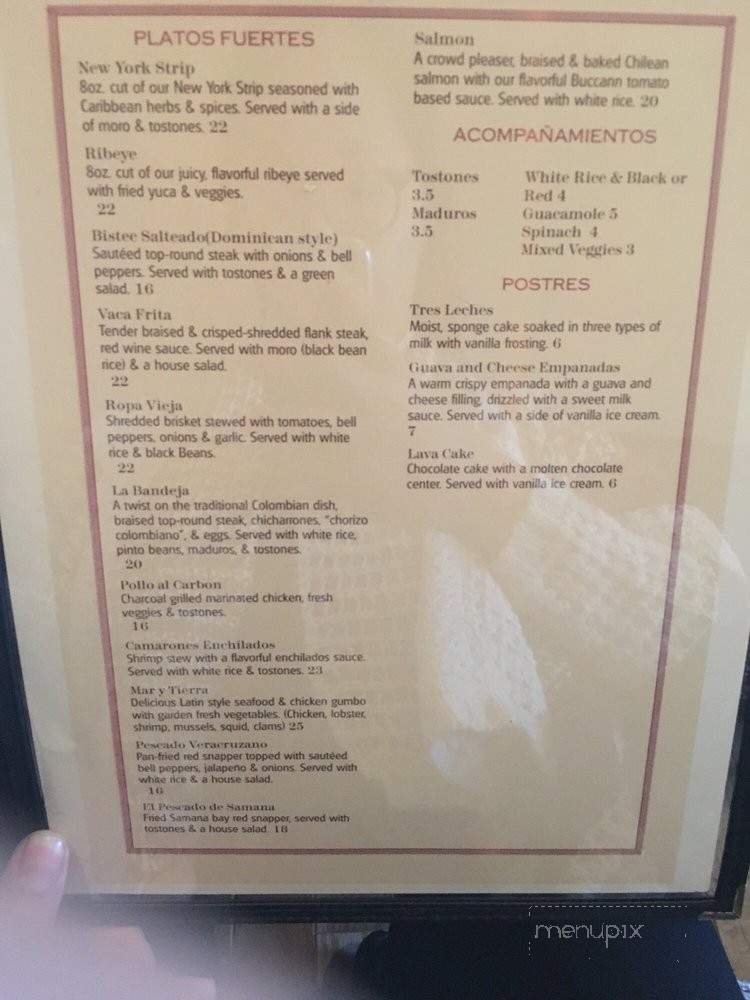 PLATOS FUERTES
New York Strip
8oz. cut of our New York Strip seasoned with
Caribbean herbs & spices. Served with a side
of moro & tostones. 22
Ribeye
8oz. cut of our juicy, flavorful ribeye served
with fried yuca & veggies.
22
Bistec Salteado(Dominican style)
Sautéed top-round steak with onions & bell
peppers. Served with tostones & a green
salad. 16
Vaca Frita
Tender braised & crisped-shredded flank steak,
red wine sauce. Served with moro (black bean
rice) & a house salad.
22
Ropa Vieja
Shredded brisket stewed with tomatoes, bell
peppers, onions & garlic. Served with white
rice & black Beans.
22
La Bandeja
A twist on the traditional Colombian dish,
braised top-round steak, chicharrones, "chorizo
colombiano", & eggs. Served with white rice,
pinto beans, maduros, & tostones.
20
Pollo al Carbon
Charcoal grilled marinated chicken, fresh
veggies & tostones.
16
Camarones Enchilados
Shrimp stew with a flavorful enchilados sauce.
Served with white rice & tostones. 23
Mar y Tierra
Delicious Latin style seafood & chicken gumbo
with garden fresh vegetables. (Chicken, lobster,
shrimp, mussels, squid, clams) 25
Pescado Veracruzano
Pan-fried red snapper topped with sautéed
bell peppers, jalapeño & onions. Served with
white rice & a house salad.
16
El Pescado de Samana
Fried Samana bay red snapper, served with
tostones & a house salad. 18
Salmon
A crowd pleaser, braised & baked Chilean
salmon with our flavorful Buccann tomato
based sauce. Served with white rice. 20
ACOMPAÑAMIENTOS
Tostones
3.5
Maduros
3.5
White Rice & Black or
Red 4
Guacamole 5
Spinach 4
Mixed Veggies 3
POSTRES
Tres Leches
Moist, sponge cake soaked in three types of
milk with vanilla frosting. 6
Guava and Cheese Empanadas
A warm crispy empanada with a guava and
cheese filling, drizzled with a sweet milk
sauce. Served with a side of vanilla ice cream.
7
Lava Cake
Chocolate cake with a molten chocolate
center. Served with vanilla ice cream. 6
menupix